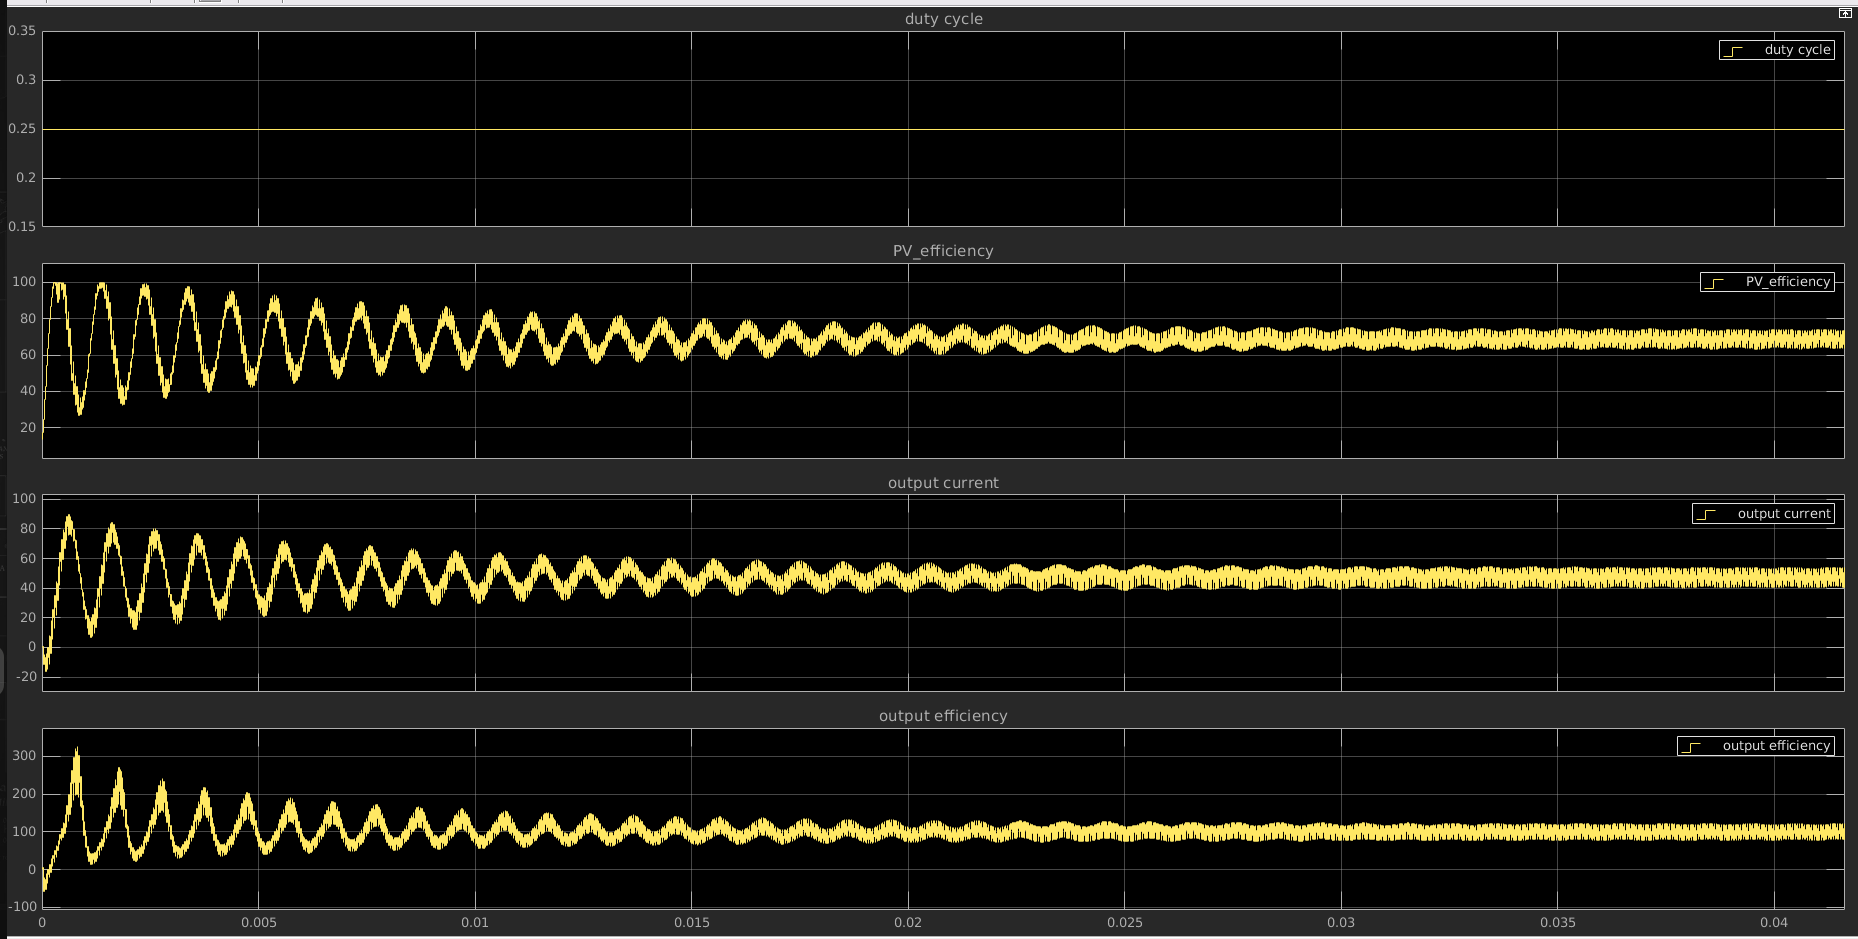 duty cycle
0.35
duty cycle
0.3
0.25
0.2
0.15
PV_efficiency
100
PV_efficiency
80
60
40
20
output current
100
output current
80
60
40
20
0
-20
output efficiency
300
output efficiency
200
100
0
-100
0 0.005 0.01 0.015 0.02 0.025 0.03 0.035 0.04